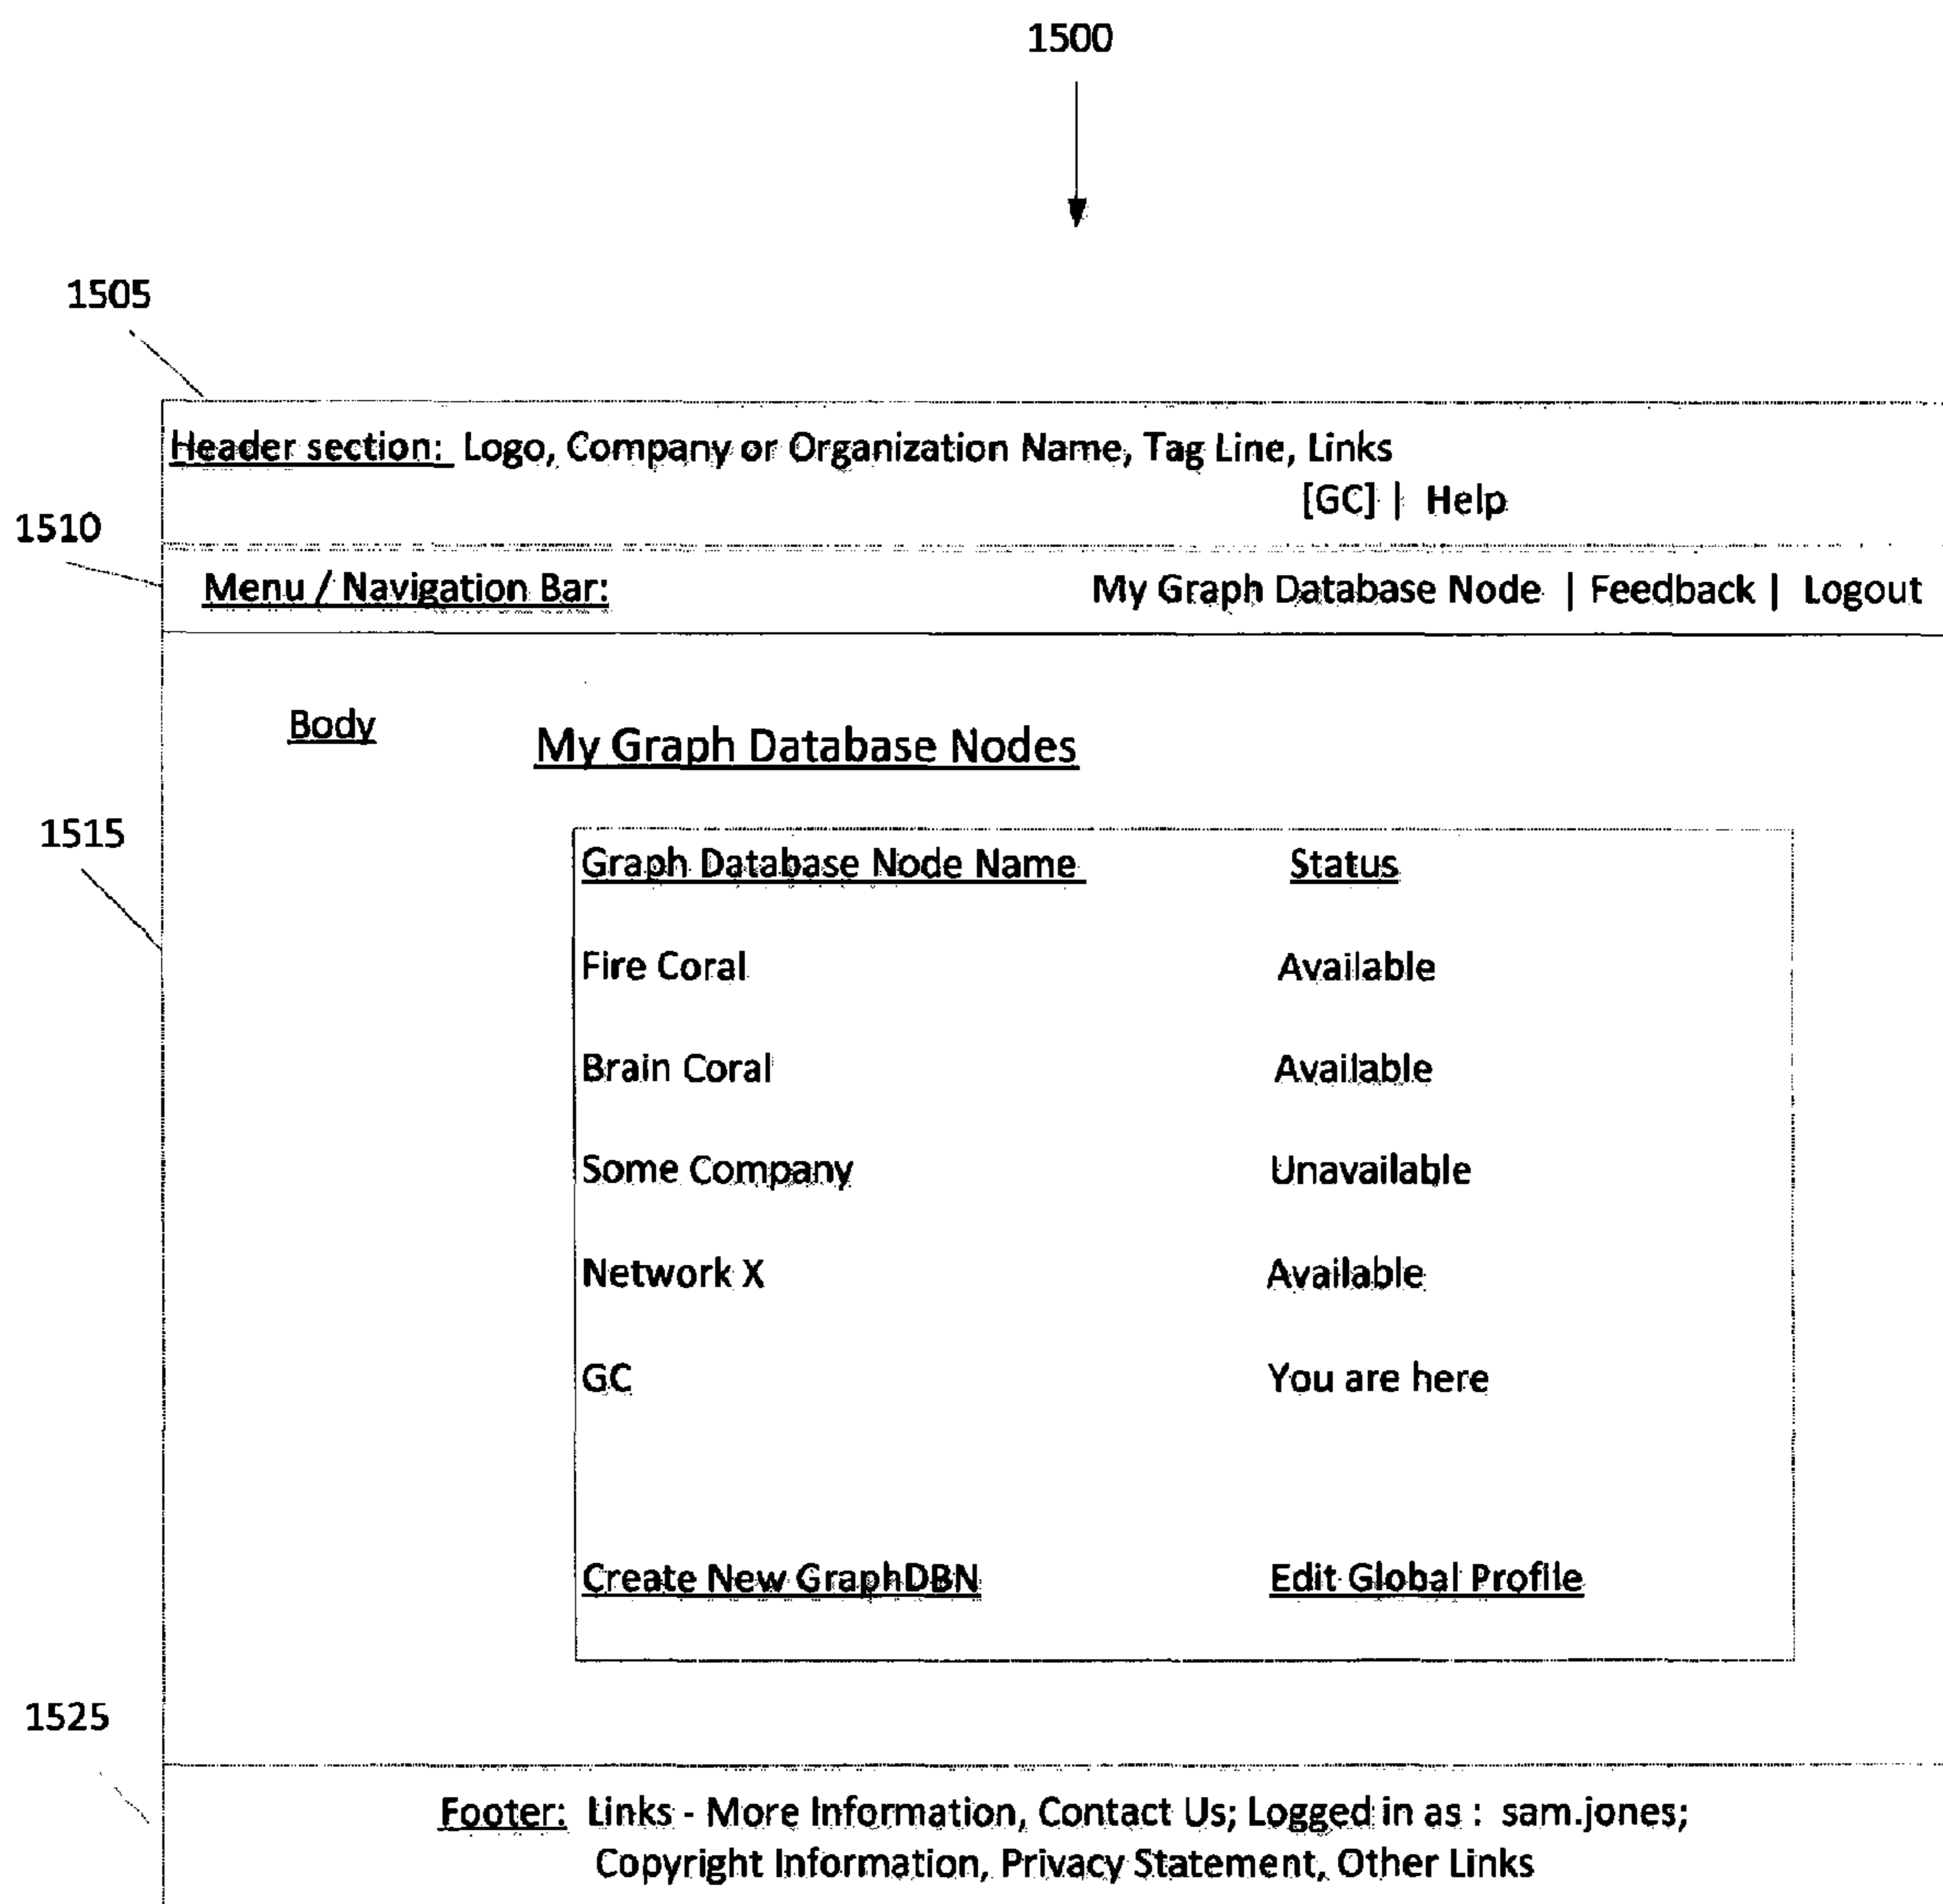 1500
1505
Header section: Logo, Company or Organization Name, Tag Line, Links
[GC] | Help
1510
Menu / Navigation Bar: My Graph Database Node | Feedback | Logout
Body
My Graph Database Nodes
1515
Graph Database Node Name Status
Fire Coral Available
Brain Coral Available
Some Company Unavailable
Network X Available
GC You are here
Create New GraphDBN Edit Global Profile
1525
Footer: Links - More Information, Contact Us; Logged in as : sam.jones;
Copyright Information, Privacy Statement, Other Links